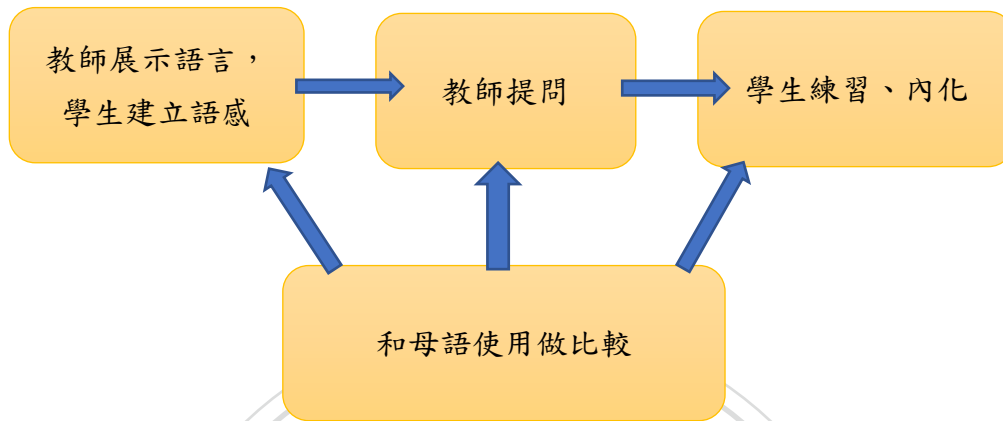 教師展示語言，
學生建立語感
教師提問
學生練習、內化
和母語使用做比較